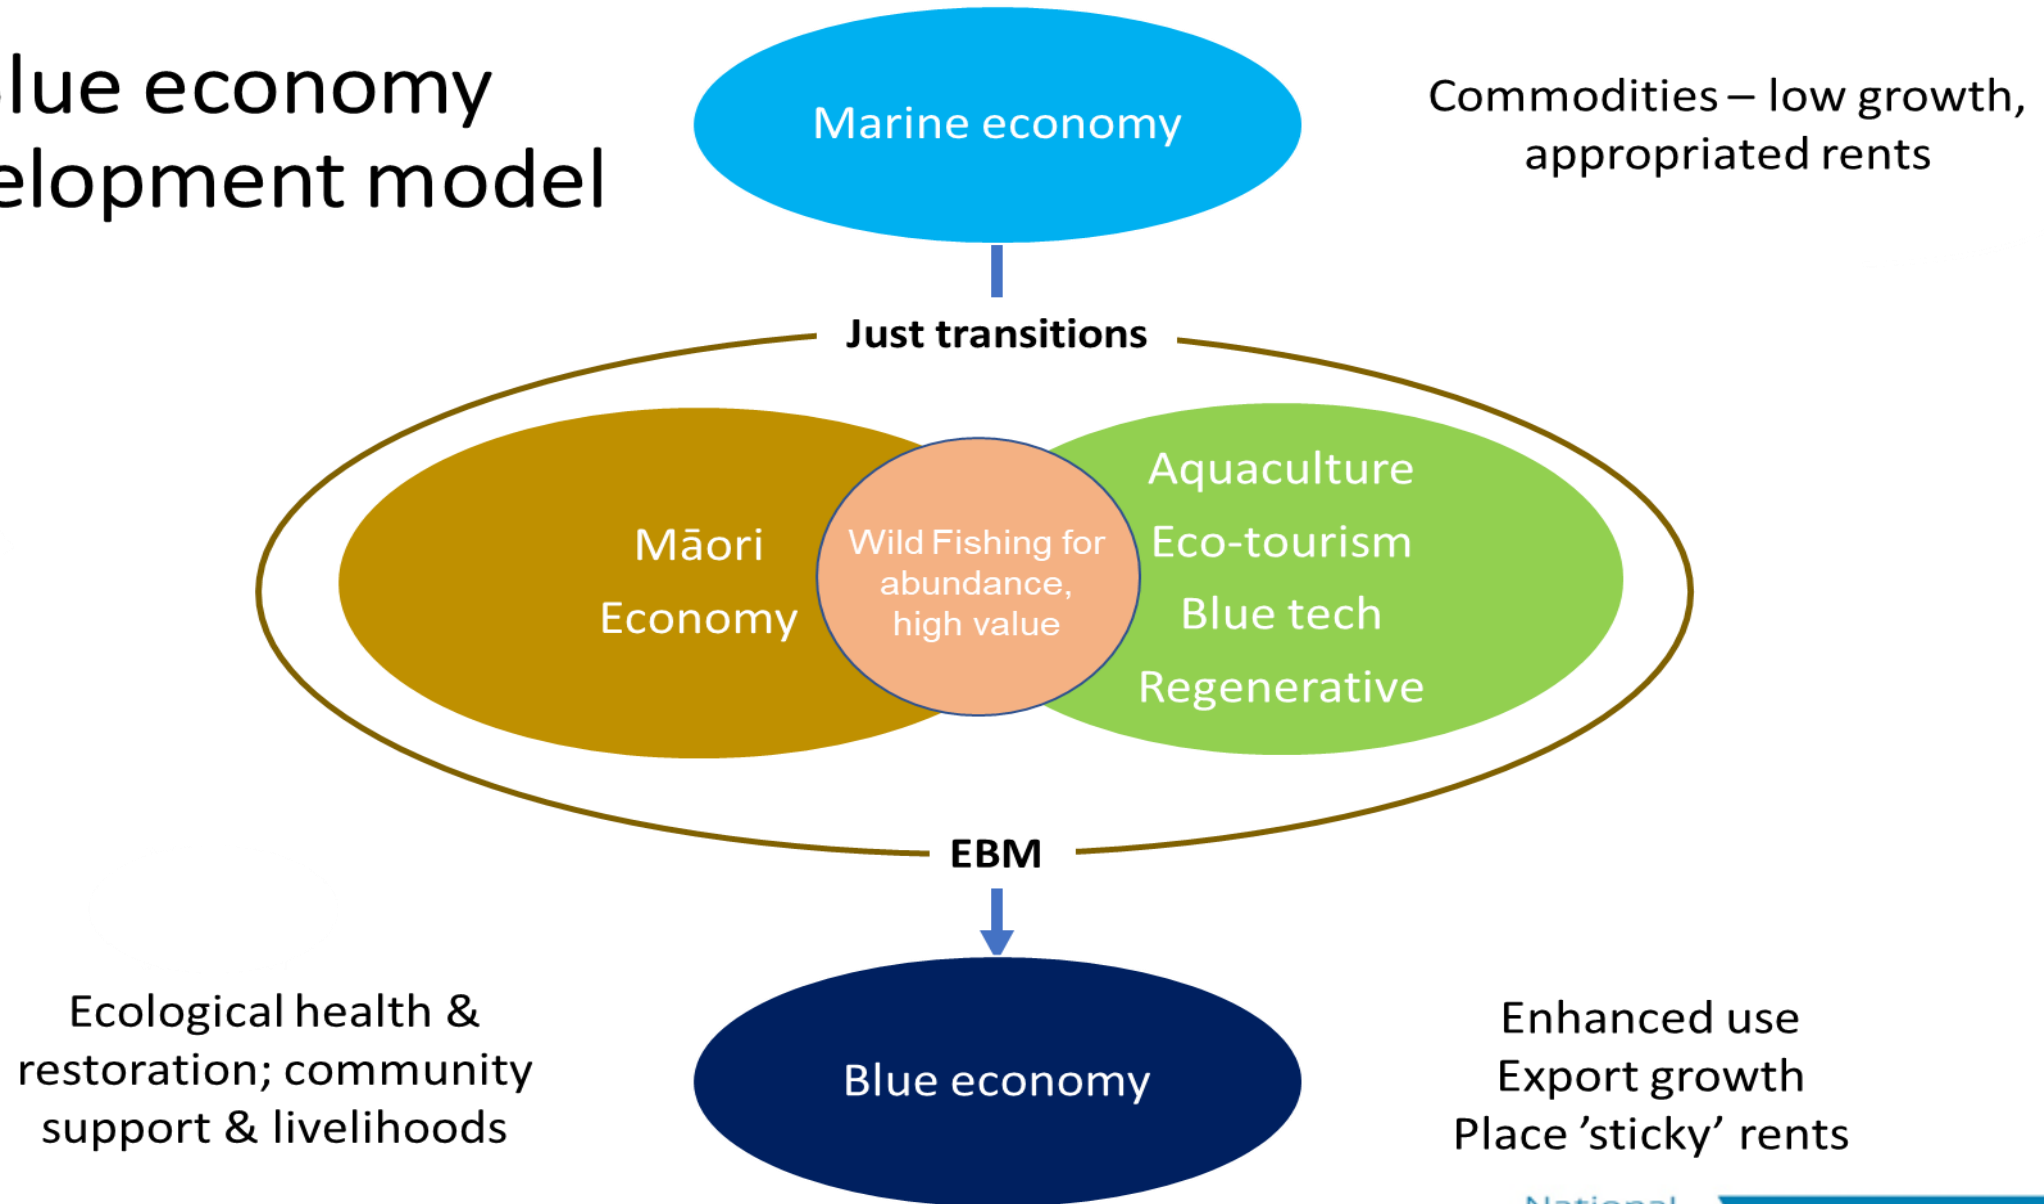 lue economy
elopment model
Marine economy
Commodities – low growth,
appropriated rents
Just transitions
Māori
Economy
Wild Fishing for
abundance,
high value
Aquaculture
Eco-tourism
Blue tech
Regenerative
EBM
Ecological health &
restoration; community
support & livelihoods
Blue economy
Enhanced use
Export growth
Place ’sticky’ rents
National